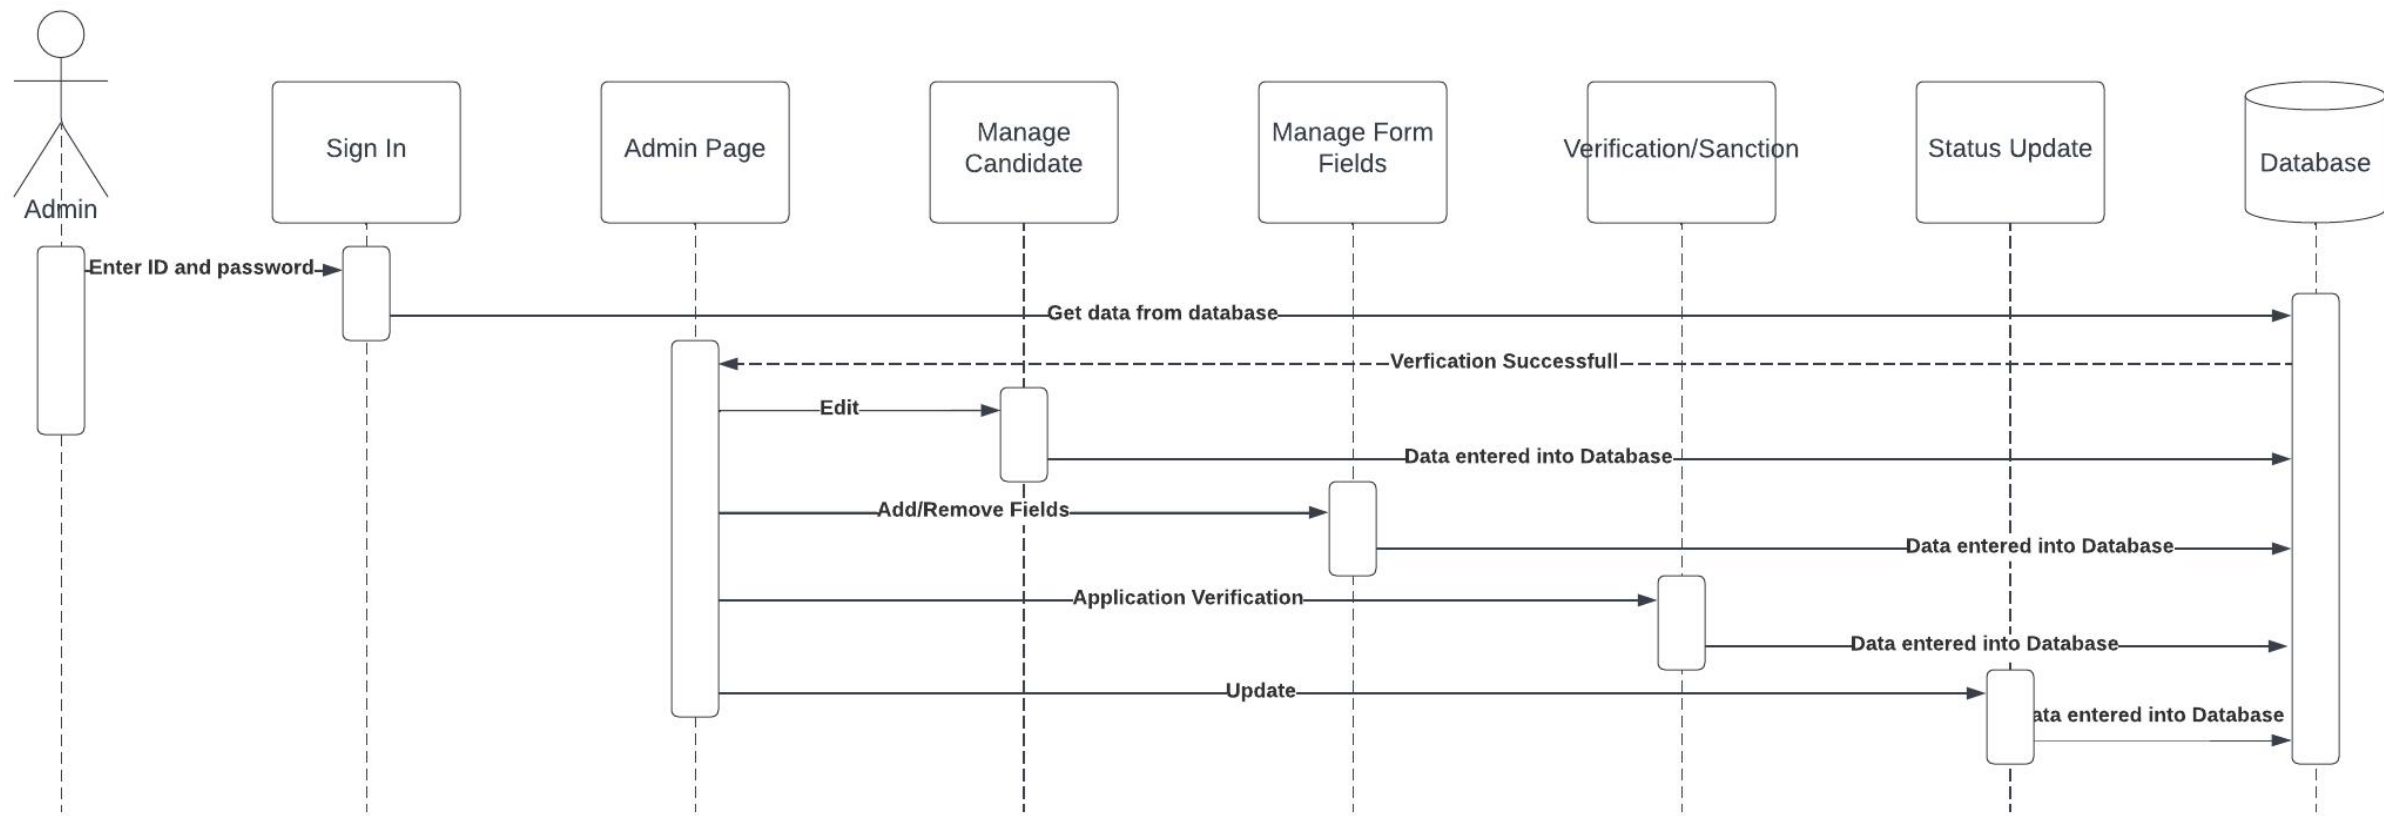 Admin
Sign In
Admin Page
Manage
Candidate
Manage Form
Fields
Verification/Sanction
Status Update
Database
Enter ID and password
Get data from database
Verfication Successfull
Edit
Data entered into Database
Add/Remove Fields
Data entered into Database
Application Verification
Data entered into Database
Update
ata entered into Database